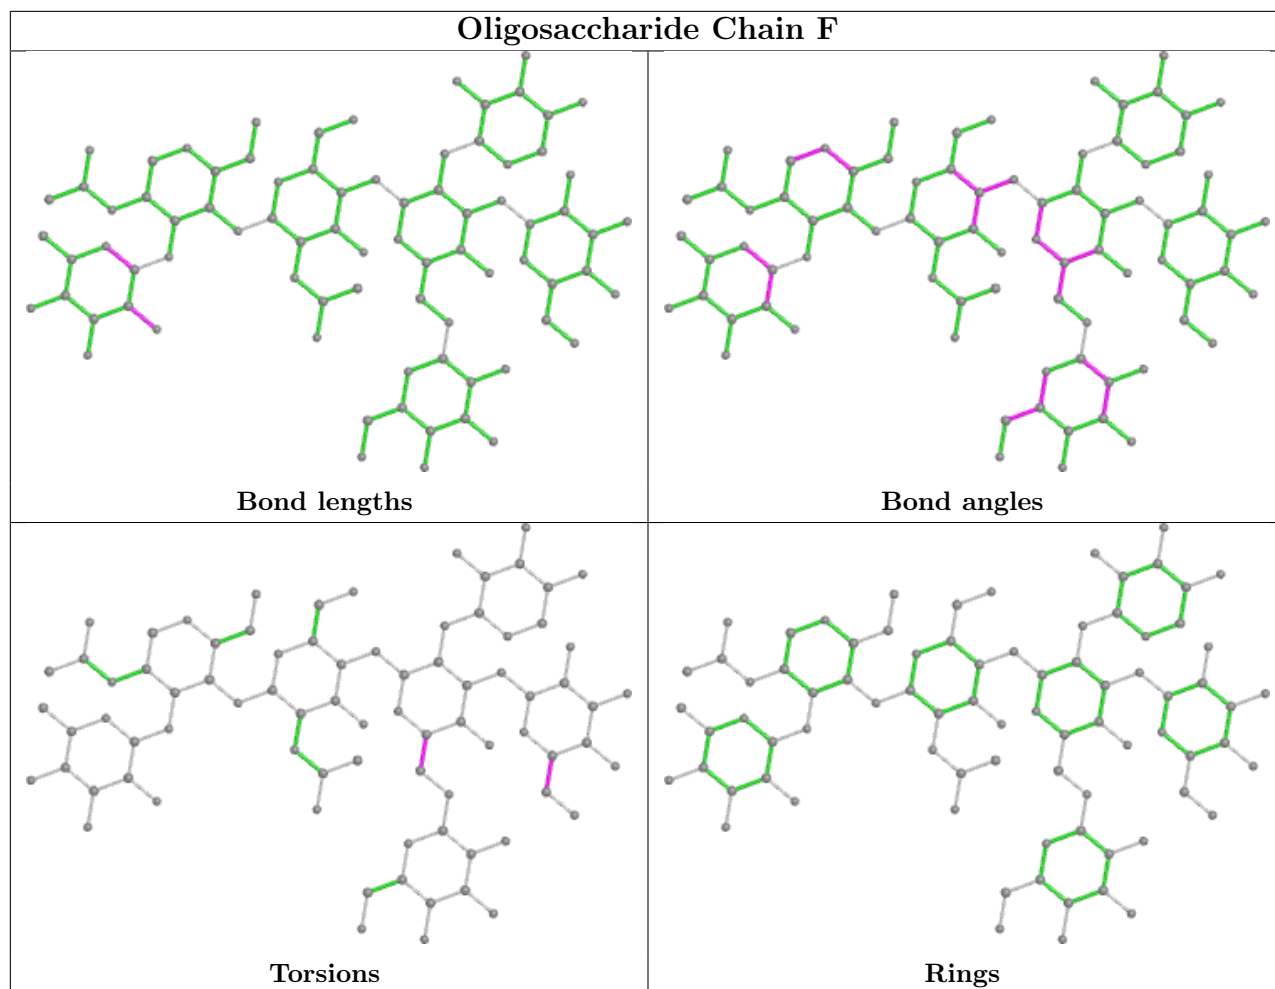 Oligosaccharide Chain F
Bond lengths
Bond angles
Torsions
Rings